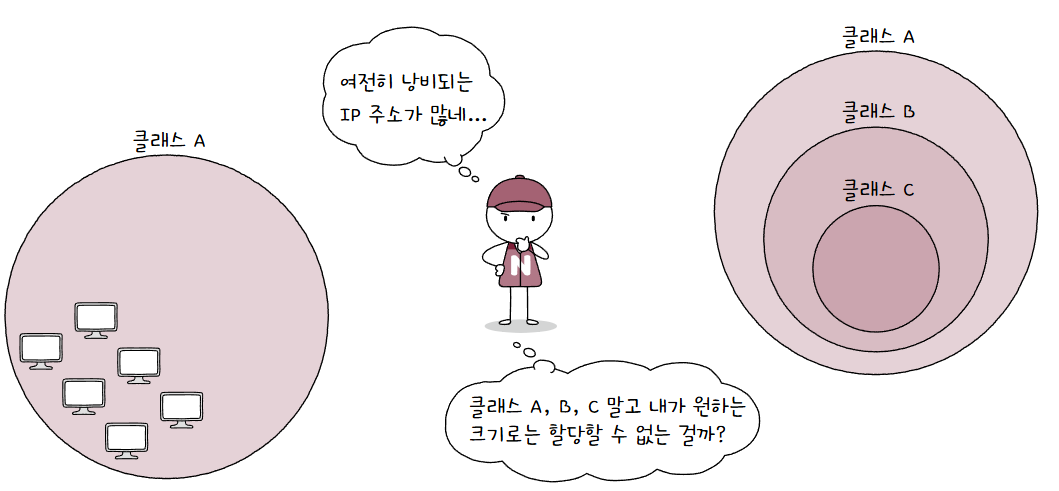 클래스 A
여전히 낭비되는
IP 주소가 많네...
N
클래스 A, B, C 말고 내가 원하는
크기로는 할당할 수 없는 걸까?
클래스 A
클래스 B
클래스 C